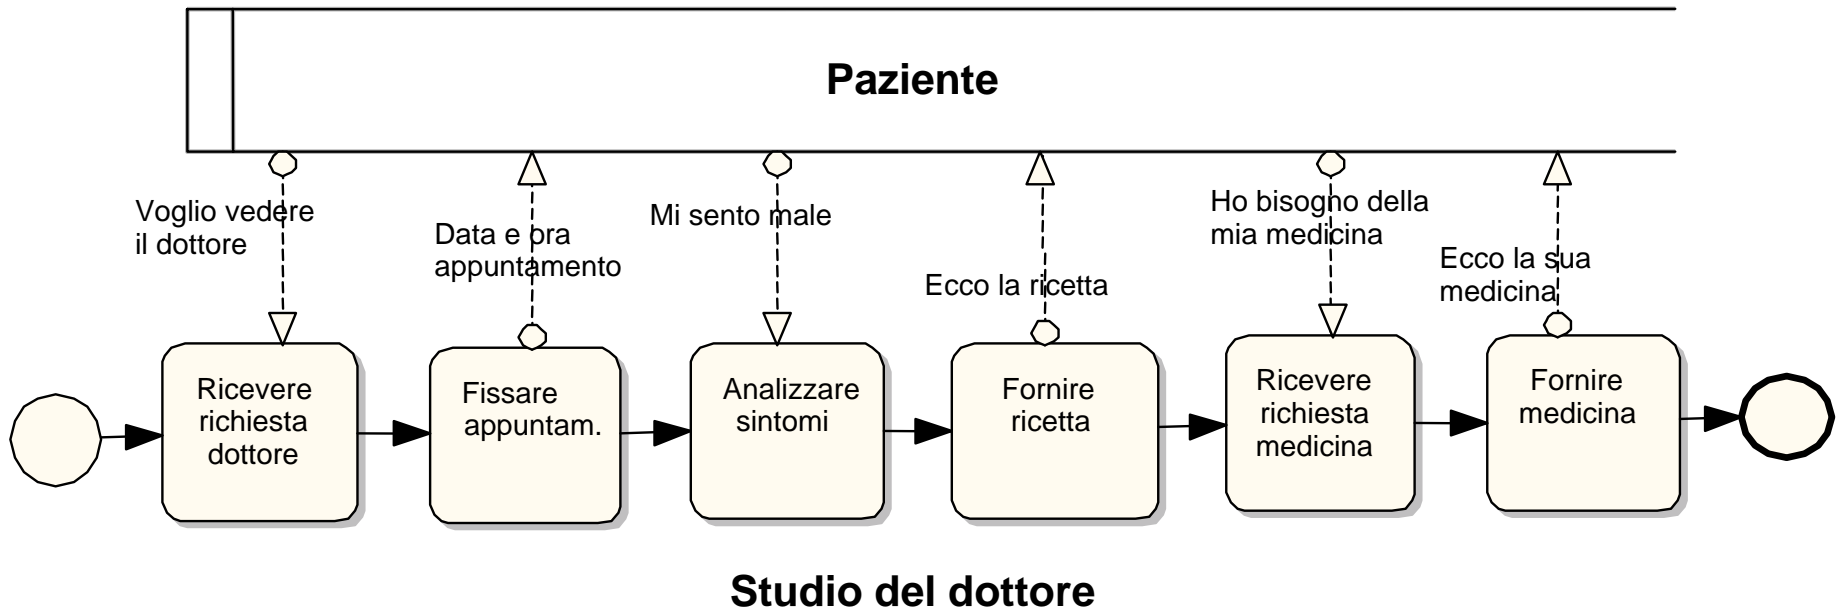 Paziente
Voglio vedere
il dottore
Data e ora
appuntamento
Mi sento male
Ecco la ricetta
Ho bisogno della
mia medicina
Ecco la sua
medicina
Ricevere
richiesta
dottore
Fissare
appuntam.
Analizzare
sintomi
Fornire
ricetta
Ricevere
richiesta
medicina
Fornire
medicina
Studio del dottore